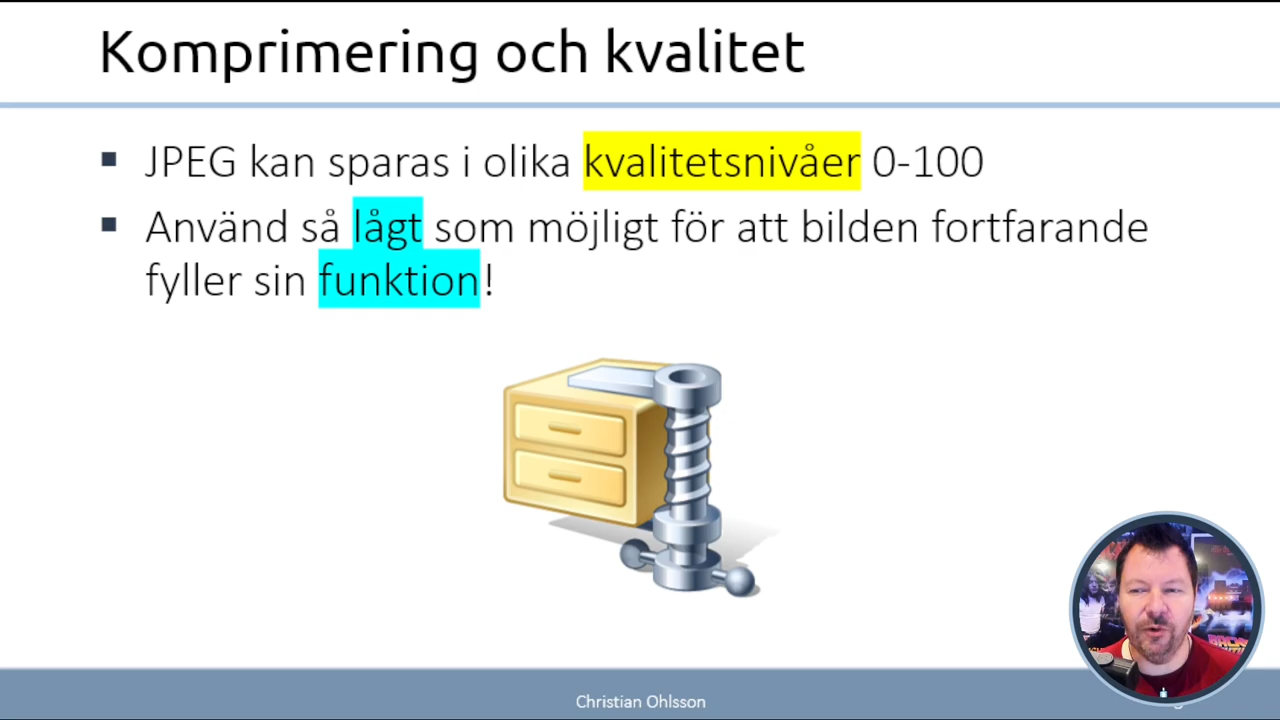 Komprimering och kvalitet
JPEG kan sparas i olika kvalitetsnivåer 0-100
Använd så lågt som möjligt för att bilden fortfarande
fyller sin funktion!
BACK
Christian Ohlsson